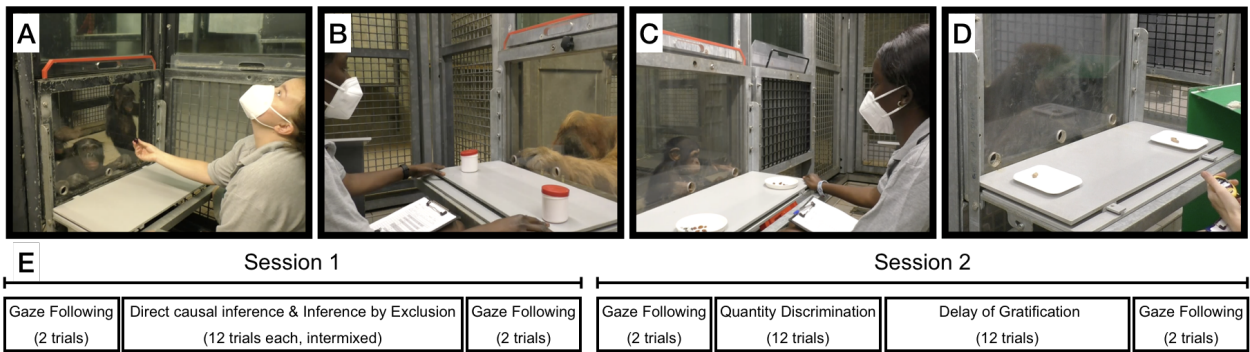 A
B
C
D
E
Session 1
Session 2
Gaze Following
(2 trials)
Direct causal inference & Inference by Exclusion
(12 trials each, intermixed)
Gaze Following
(2 trials)
Gaze Following
(2 trials)
Quantity Discrimination
(12 trials)
Delay of Gratification
(12 trials)
Gaze Following
(2 trials)